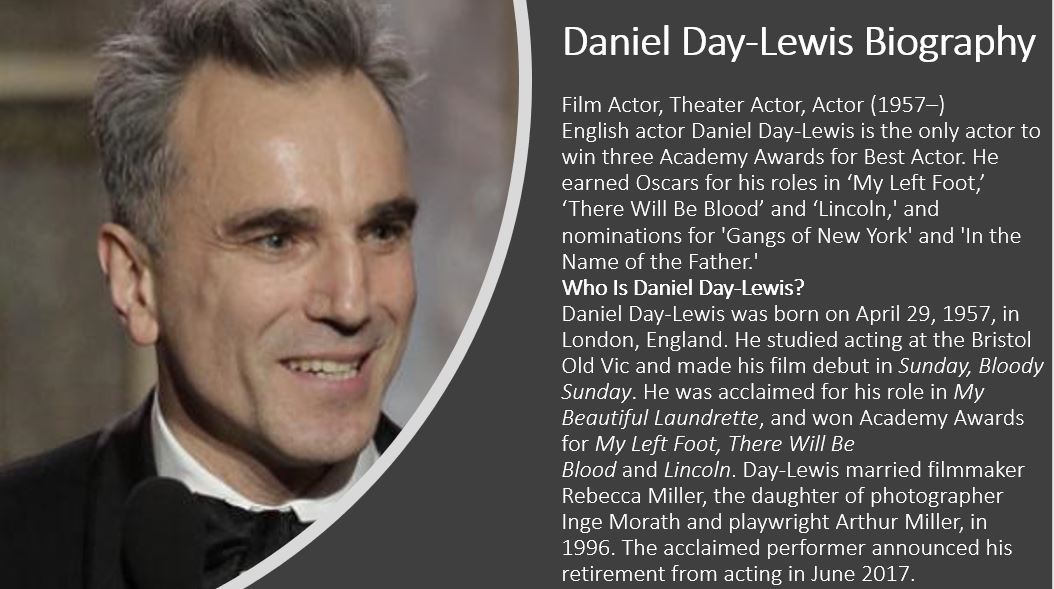 Daniel Day-Lewis Biography
Film Actor, Theater Actor, Actor (1957–)
English actor Daniel Day-Lewis is the only actor to
win three Academy Awards for Best Actor. He
earned Oscars for his roles in ‘My Left Foot,’
‘There Will Be Blood’ and ‘Lincoln,' and
nominations for 'Gangs of New York' and 'In the
Name of the Father.'
Who Is Daniel Day-Lewis?
Daniel Day-Lewis was born on April 29, 1957, in
London, England. He studied acting at the Bristol
Old Vic and made his film debut in Sunday, Bloody
Sunday. He was acclaimed for his role in My
Beautiful Laundrette, and won Academy Awards
for My Left Foot, There Will Be
Blood and Lincoln. Day-Lewis married filmmaker
Rebecca Miller, the daughter of photographer
Inge Morath and playwright Arthur Miller, in
1996. The acclaimed performer announced his
retirement from acting in June 2017.